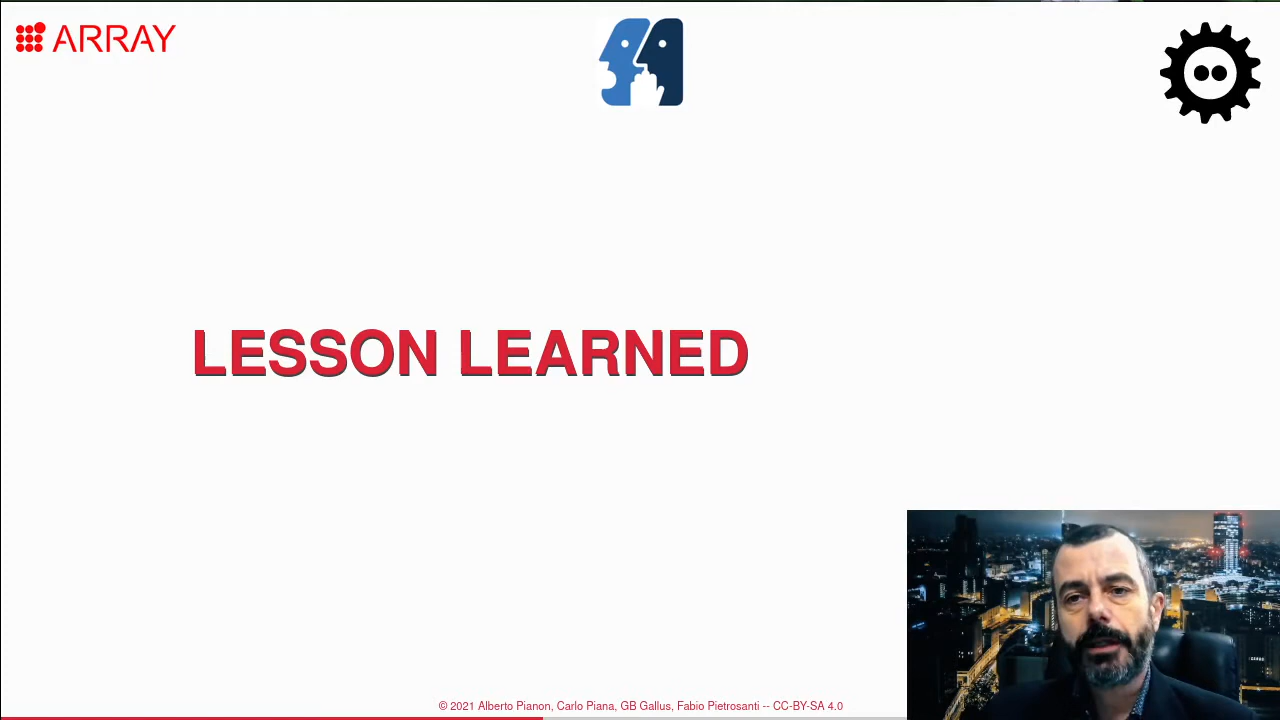 ARRAY
LESSON LEARNED
© 2021 Alberto Pianon, Carlo Piana, GB Gallus, Fabio Pietrosanti -- CC-BY-SA 4.0